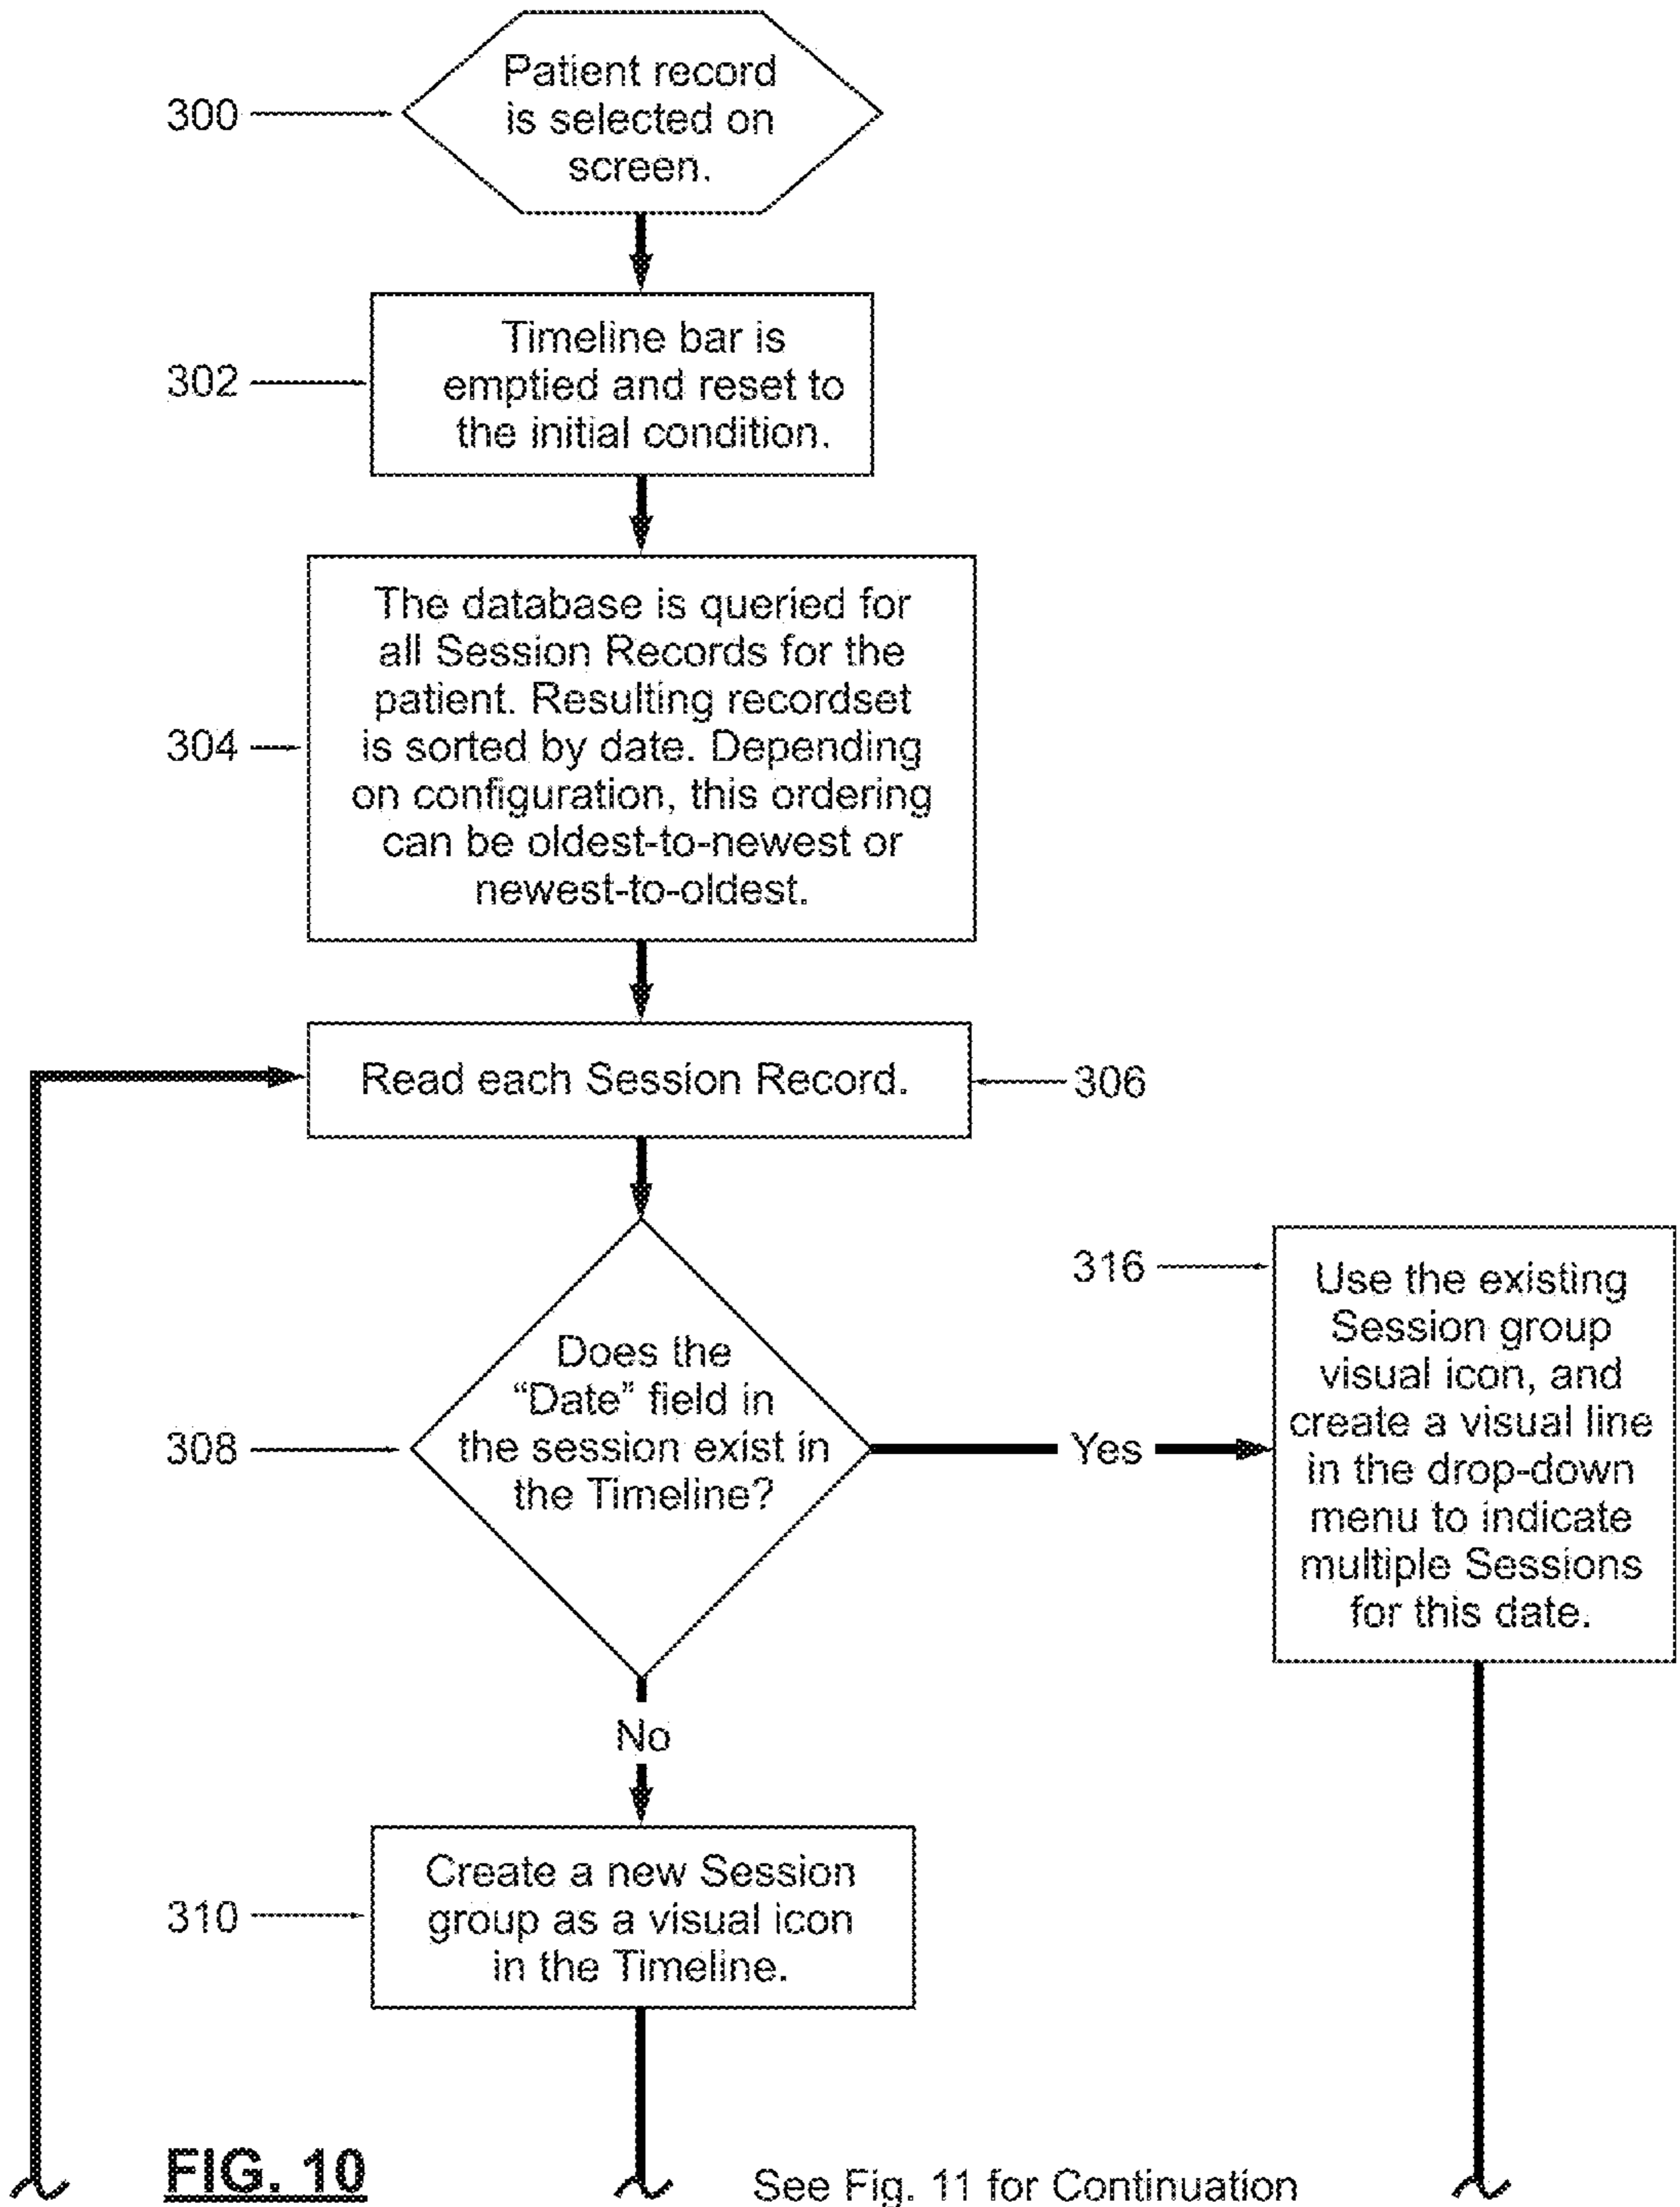 300
Patient record
is selected on
screen.
302
Timeline bar is
emptied and reset to
the initial condition.
304
The database is queried for
all Session Records for the
patient. Resulting recordset
is sorted by date. Depending
on configuration, this ordering
can be oldest-to-newest or
newest-to-oldest.
Read each Session Record.
306
308
Does the
“Date” field in
the session exist in
the Timeline?
Yes
316
Use the existing
Session group
visual icon, and
create a visual line
in the drop-down
menu to indicate
multiple Sessions
for this date.
No
310
Create a new Session
group as a visual icon
in the Timeline.
FIG. 10
See Fig. 11 for Continuation